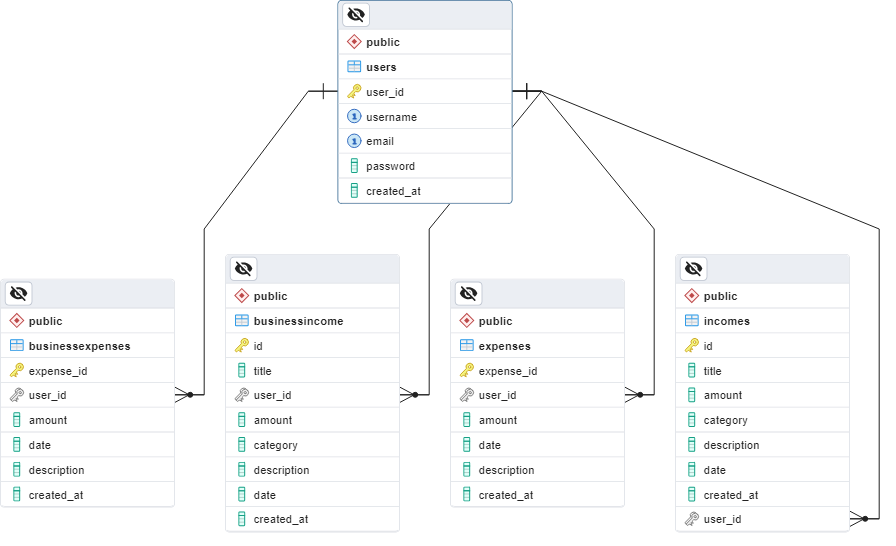 public
users
user_id
username
email
password
created_at
public
businessexpenses
expense_id
user_id
amount
date
description
created_at
public
businessincome
id
title
user_id
amount
category
description
date
created_at
public
expenses
expense_id
user_id
amount
date
description
created_at
public
incomes
id
title
amount
category
description
date
created_at
user_id